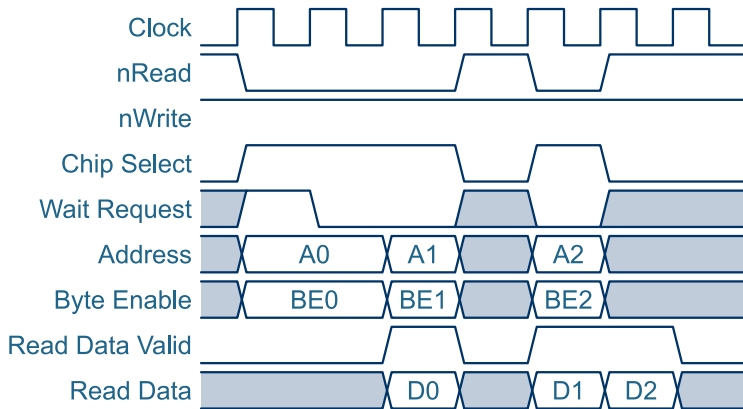 Clock
nRead
nWrite
Chip Select
Wait Request
Address A0 A1 A2
Byte Enable BE0 BE1 BE2
Read Data Valid
Read Data D0 D1 D2